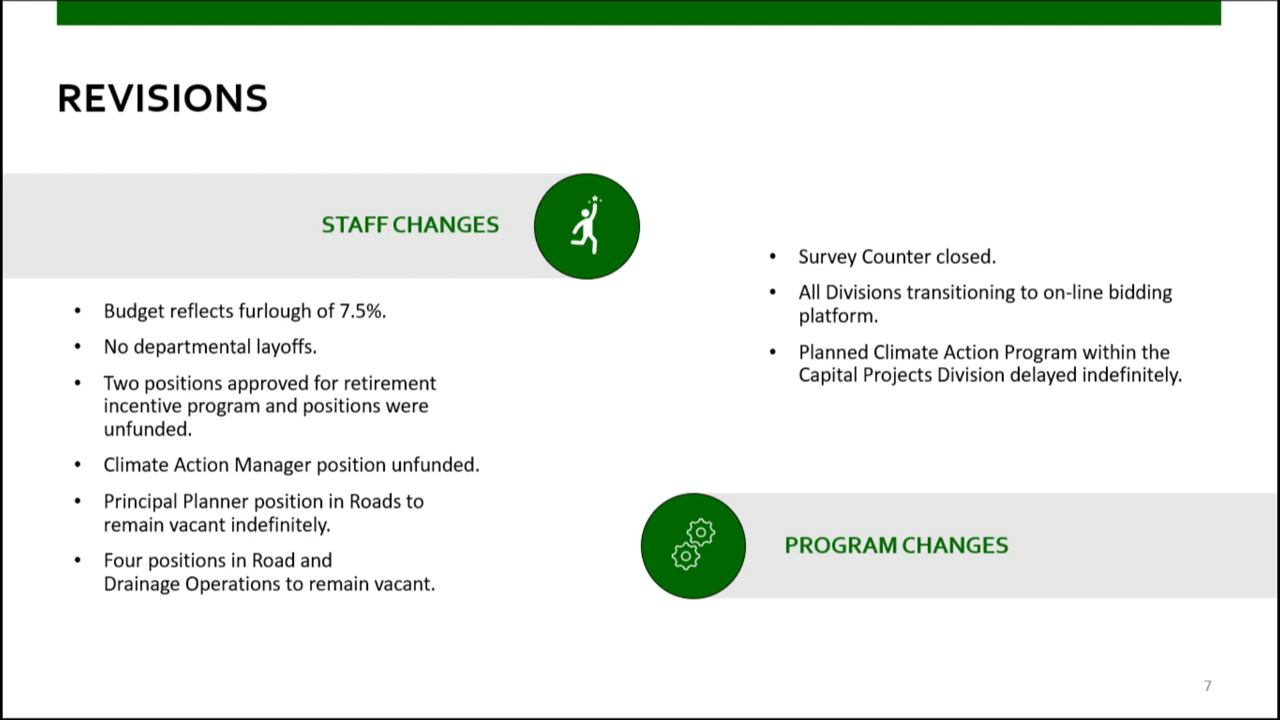 REVISIONS
STAFF CHANGES
• Budget reflects furlough of 7.5%.
• No departmental layoffs.
• Two positions approved for retirement
incentive program and positions were
unfunded.
• Climate Action Manager position unfunded.
• Principal Planner position in Roads to
remain vacant indefinitely.
• Four positions in Road and
Drainage Operations to remain vacant.
• Survey Counter closed.
• All Divisions transitioning to on-line bidding
platform.
• Planned Climate Action Program within the
Capital Projects Division delayed indefinitely.
PROGRAM CHANGES
7